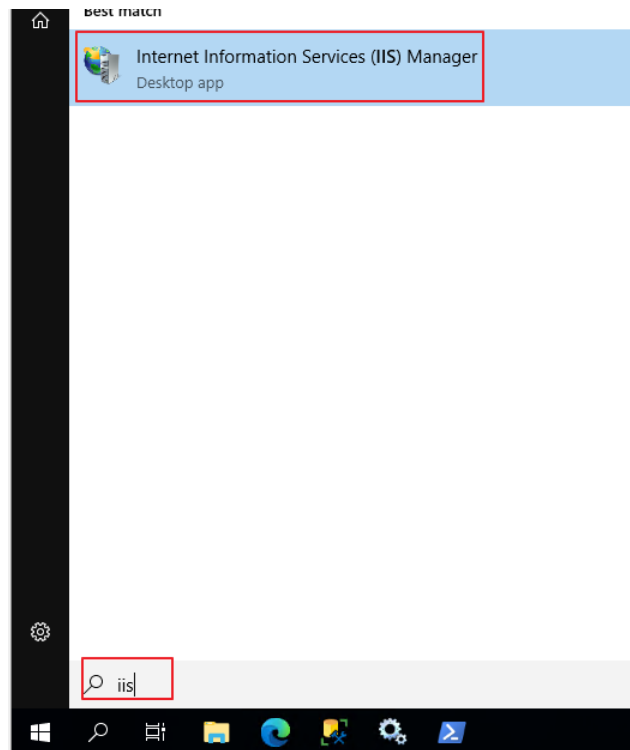 Best match
Internet Information Services (IIS) Manager
Desktop app
iis